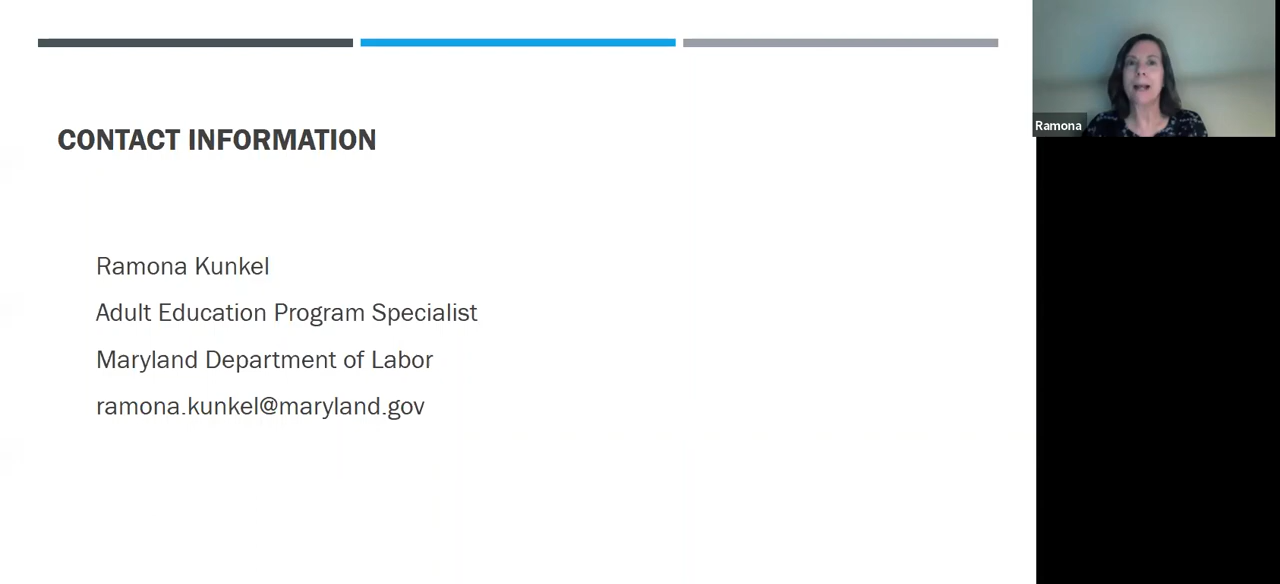 CONTACT INFORMATION
Ramona Kunkel
Adult Education Program Specialist
Maryland Department of Labor
ramona.kunkel@maryland.gov
Ramona